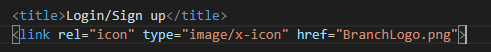 <title>Login/Sign up</title>
<link rel="icon" type="image/x-icon" href="BranchLogo.png">